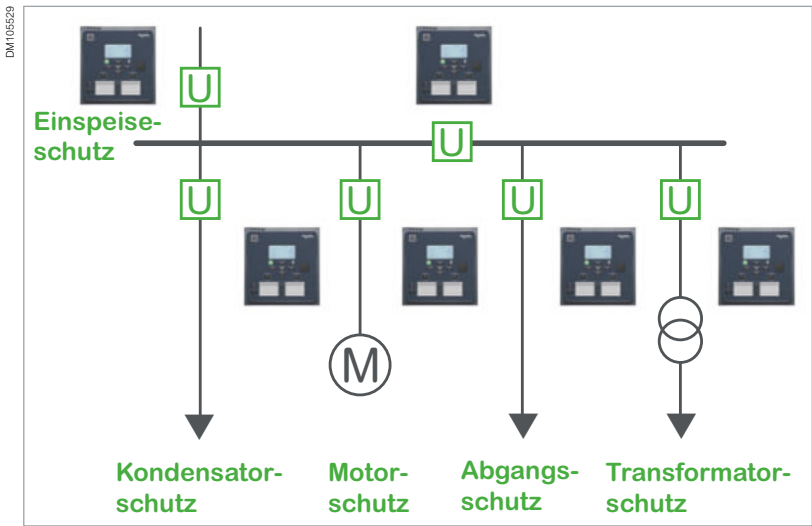 DM105529
U
Einspeise-
schutz
U
U
U
U
U
M
Kondensator-
schutz
Motor-
schutz
Abgangs-
schutz
Transformator-
schutz